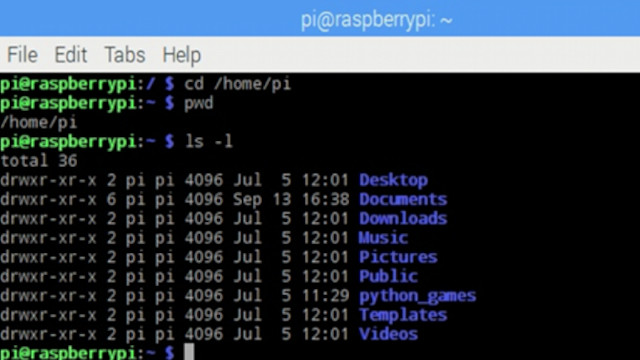 pi@raspberrypi: ~
File Edit Tabs Help
pi@raspberrypi:/ $ cd /home/pi
pi@raspberrypi:~ $ pwd
/home/pi
pi@raspberrypi:~ $ ls -l
total 36
drwxr-xr-x 2 pi pi 4096 Jul  5 12:01 Desktop
drwxr-xr-x 6 pi pi 4096 Sep 13 16:38 Documents
drwxr-xr-x 2 pi pi 4096 Jul  5 12:01 Downloads
drwxr-xr-x 2 pi pi 4096 Jul  5 12:01 Music
drwxr-xr-x 2 pi pi 4096 Jul  5 12:01 Pictures
drwxr-xr-x 2 pi pi 4096 Jul  5 12:01 Public
drwxr-xr-x 2 pi pi 4096 Jul  5 11:29 python_games
drwxr-xr-x 2 pi pi 4096 Jul  5 12:01 Templates
drwxr-xr-x 2 pi pi 4096 Jul  5 12:01 Videos
pi@raspberrypi:~ $